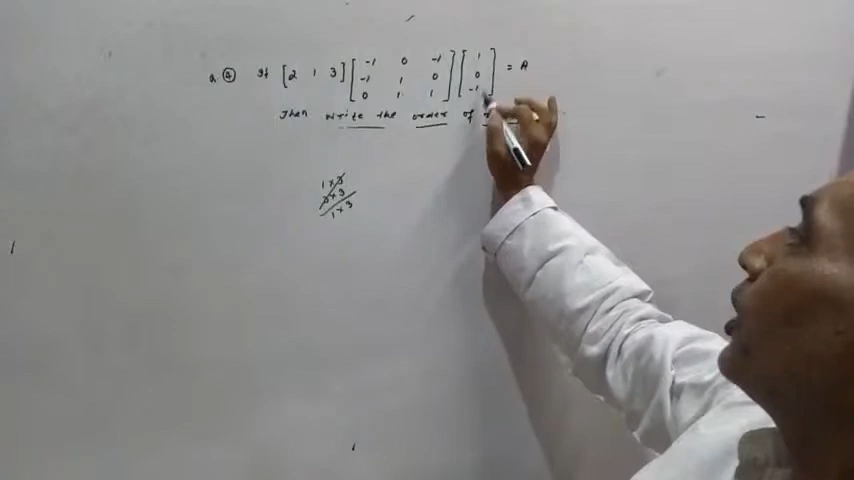 Q. 4 If [2 1 3] [-1 0 -1 -1 1 0 0 1 1] [1 0 -1] = A
Then write the order of
1×3
3×3
1×3